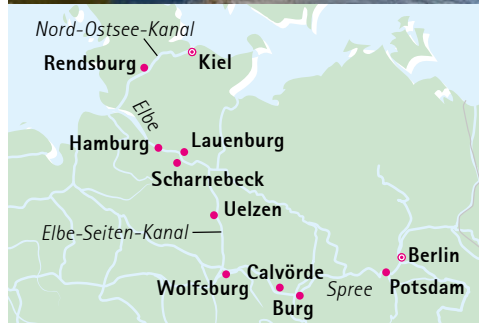 Nord-Ostsee-Kanal
Rendsburg
Kiel
Elbe
Hamburg
Lauenburg
Scharnebeck
Uelzen
Elbe-Seiten-Kanal
Wolfsburg
Calvörde
Burg
Spree
Berlin
Potsdam